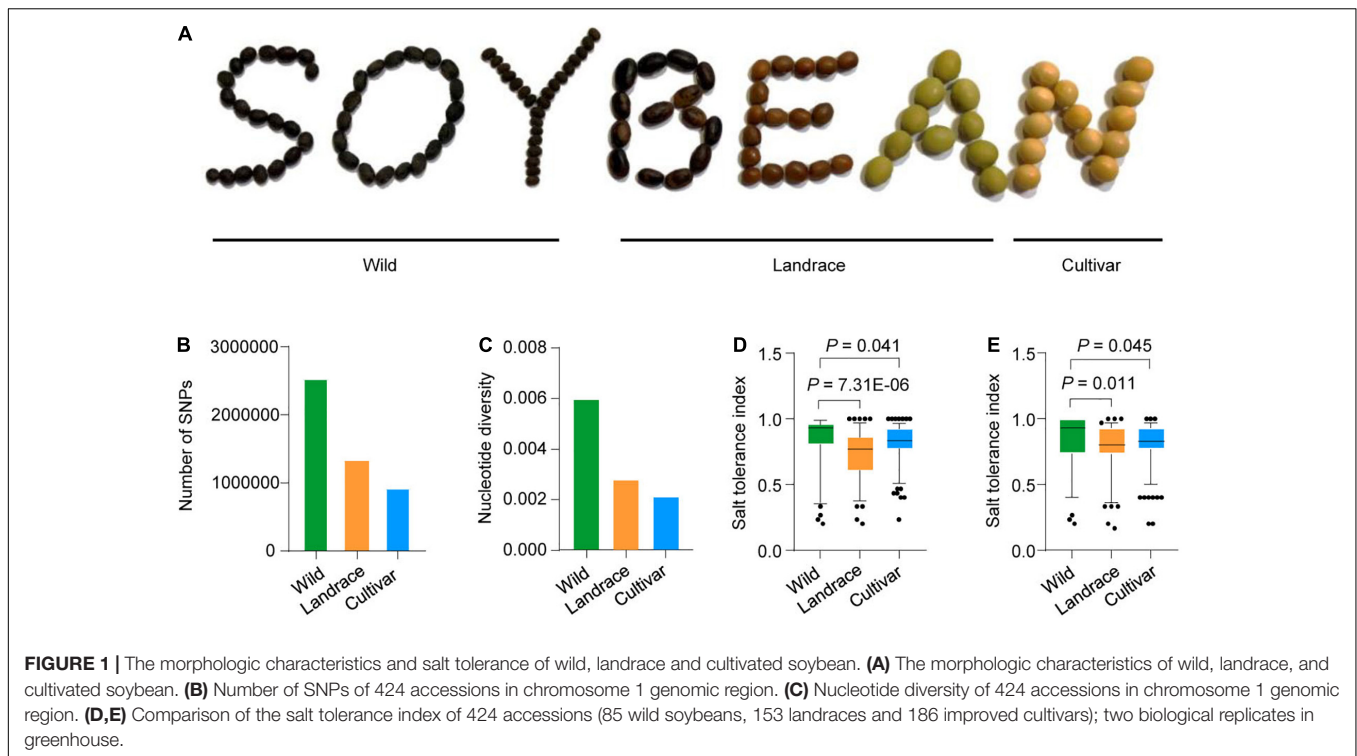 A
SOYBEAN
Wild Landrace Cultivar
B
3000000
2000000
1000000
0
Number of SNPs
Wild
Landrace
Cultivar
C
0.008
0.006
0.004
0.002
0.000
Nucleotide diversity
Wild
Landrace
Cultivar
D
P = 0.041
P = 7.31E-06
1.5
1.0
0.5
0.0
Salt tolerance index
Wild
Landrace
Cultivar
E
P = 0.045
P = 0.011
1.5
1.0
0.5
0.0
Salt tolerance index
Wild
Landrace
Cultivar
FIGURE 1 | The morphologic characteristics and salt tolerance of wild, landrace and cultivated soybean. (A) The morphologic characteristics of wild, landrace, and
cultivated soybean. (B) Number of SNPs of 424 accessions in chromosome 1 genomic region. (C) Nucleotide diversity of 424 accessions in chromosome 1 genomic
region. (D,E) Comparison of the salt tolerance index of 424 accessions (85 wild soybeans, 153 landraces and 186 improved cultivars); two biological replicates in
greenhouse.